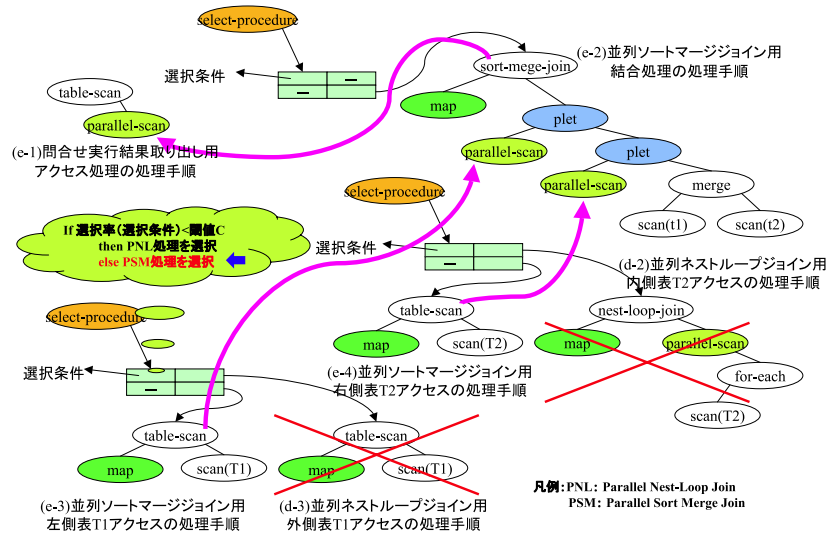 select-procedure
選択条件
sort-mege-join
(e-2)並列ソートマージジョイン用
結合処理の処理手順
table-scan
map
parallel-scan
plet
(e-1)問合せ実行結果取り出し用
アクセス処理の処理手順
parallel-scan
plet
parallel-scan
merge
select-procedure
scan(t1)
scan(t2)
If 選択率(選択条件)<閾値C
then PNL処理を選択
else PSM処理を選択
選択条件
(d-2)並列ネストループジョイン用
内側表T2アクセスの処理手順
select-procedure
table-scan
nest-loop-join
map
scan(T2)
map
parallel-scan
選択条件
(e-4)並列ソートマージジョイン用
右側表T2アクセスの処理手順
for-each
scan(T2)
table-scan
table-scan
map
scan(T1)
map
scan(T1)
(e-3)並列ソートマージジョイン用
左側表T1アクセスの処理手順
(d-3)並列ネストループジョイン用
外側表T1アクセスの処理手順
凡例:PNL: Parallel Nest-Loop Join
PSM: Parallel Sort Merge Join